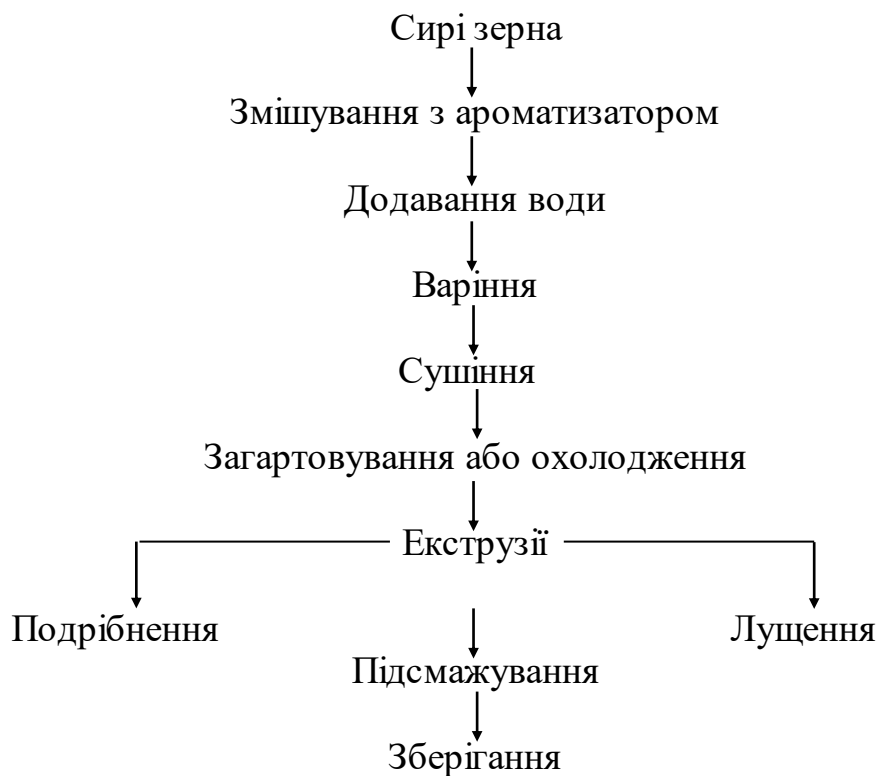 Сирі зерна
Змішування з ароматизатором
Додавання води
Варіння
Сушіння
Загартовування або охолодження
Екструзії
Подрібнення
Лущення
Підсмажування
Зберігання